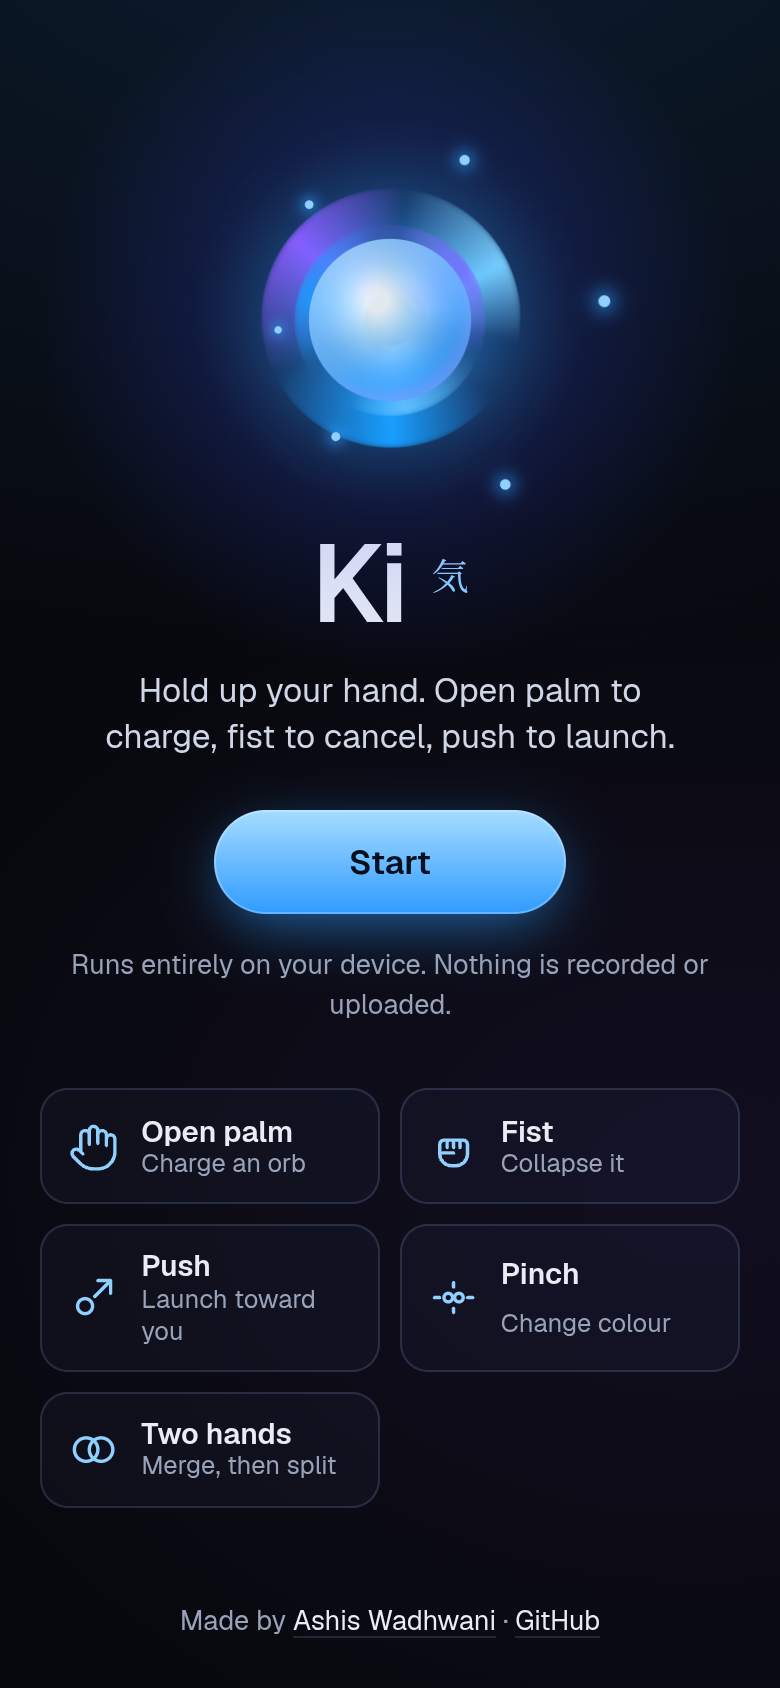 Ki 気
Hold up your hand. Open palm to
charge, fist to cancel, push to launch.
Start
Runs entirely on your device. Nothing is recorded or
uploaded.
Open palm
Charge an orb
Fist
Collapse it
Push
Launch toward
you
Pinch
Change colour
Two hands
Merge, then split
Made by Ashis Wadhwani · GitHub